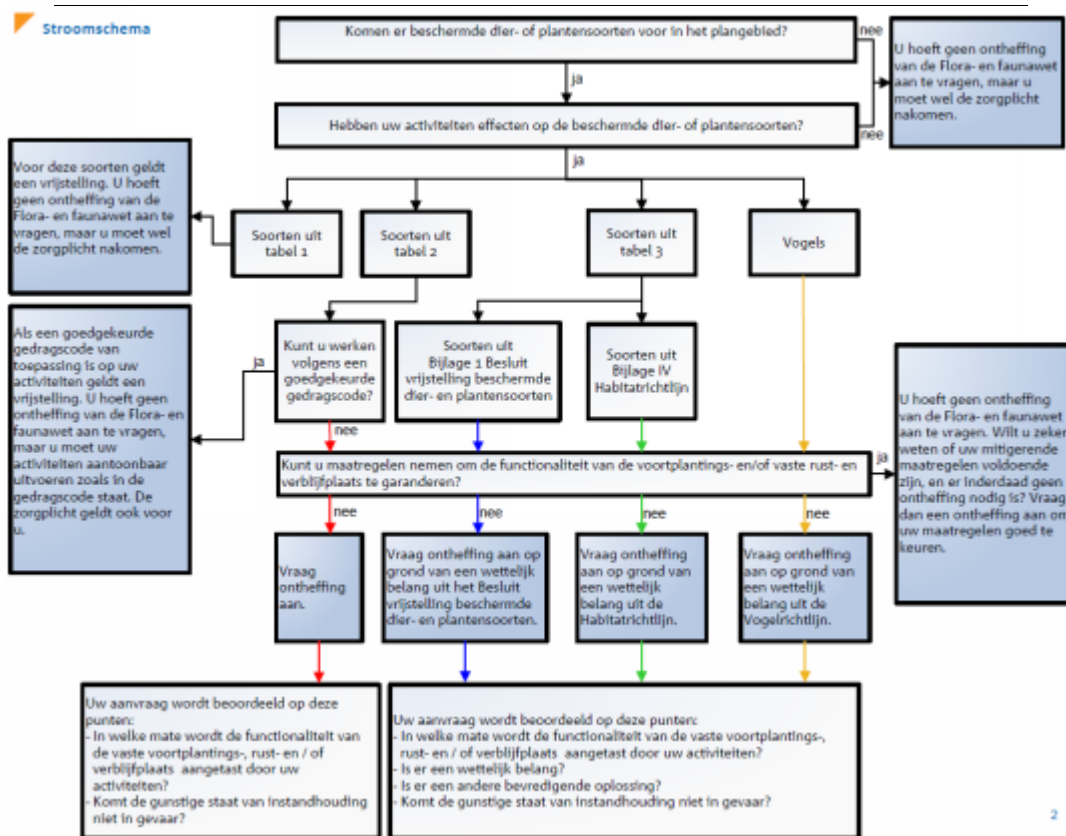 Stroomschema
Komen er beschermde dier- of plantensoorten voor in het plangebied?
nee
U hoeft geen ontheffing
van de Flora- en faunawet
aan te vragen, maar u
moet wel de zorgplicht
nakomen.
ja
Hebben uw activiteiten effecten op de beschermde dier- of plantensoorten?
nee
ja
Voor deze soorten geldt
een vrijstelling. U hoeft
geen ontheffing van de
Flora- en faunawet aan te
vragen, maar u moet wel
de zorgplicht nakomen.
Soorten uit
tabel 1
Soorten uit
tabel 2
Soorten uit
tabel 3
Vogels
Als een goedgekeurde
gedragscode van
toepassing is op uw
activiteiten geldt een
vrijstelling. U hoeft geen
ontheffing van de Flora- en
faunawet aan te vragen,
maar u moet uw
activiteiten aantoonbaar
uitvoeren zoals in de
gedragscode staat. De
zorgplicht geldt ook voor
u.
ja
Kunt u werken
volgens een
goedgekeurde
gedragscode?
Soorten uit
Bijlage 1 Besluit
vrijstelling beschermde
dier- en plantensoorten
Soorten uit
Bijlage IV
Habitatrichtlijn
nee
Kunt u maatregelen nemen om de functionaliteit van de voortplantings- en/of vaste rust- en
verblijfplaats te garanderen?
ja
U hoeft geen ontheffing
van de Flora- en faunawet
aan te vragen. Wilt u zeker
weten of uw mitigerende
maatregelen voldoende
zijn, en er inderdaad geen
ontheffing nodig is? Vraag
dan een ontheffing aan om
uw maatregelen goed te
keuren.
nee
nee
nee
nee
Vraag
ontheffing
aan.
Vraag ontheffing aan op
grond van een wettelijk
belang uit het Besluit
vrijstelling beschermde
dier- en plantensoorten.
Vraag ontheffing
aan op grond van
een wettelijk
belang uit de
Habitatrichtlijn.
Vraag ontheffing
aan op grond van
een wettelijk
belang uit de
Vogelrichtlijn.
Uw aanvraag wordt beoordeeld op deze
punten:
- In welke mate wordt de functionaliteit van
de vaste voortplantings-, rust- en / of
verblijfplaats aangetast door uw
activiteiten?
- Komt de gunstige staat van instandhouding
niet in gevaar?
Uw aanvraag wordt beoordeeld op deze punten:
- In welke mate wordt de functionaliteit van de vaste voortplantings-,
rust- en / of verblijfplaats aangetast door uw activiteiten?
- Is er een wettelijk belang?
- Is er een andere bevredigende oplossing?
- Komt de gunstige staat van instandhouding niet in gevaar?
2